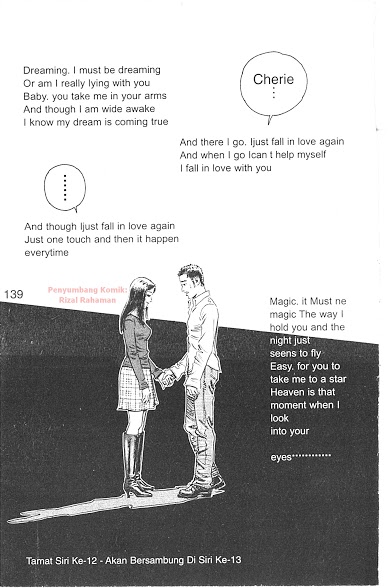 Dreaming. I must be dreaming
Or am I really lying with you
Baby. you take me in your arms
And though I am wide awake
I know my dream is coming true
Cherie
⋮
And there I go. Ijust fall in love again
And when I go Ican t help myself
I fall in love with you
⋮
And though Ijust fall in love again
Just one touch and then it happen
everytime
139
Penyumbang Komik:
Rizal Rahaman
Magic. it Must ne
magic The way I
hold you and the
night just
seens to fly
Easy. for you to
take me to a star
Heaven is that
moment when I
look
into your
eyes············
Tamat Siri Ke-12 - Akan Bersambung Di Siri Ke-13